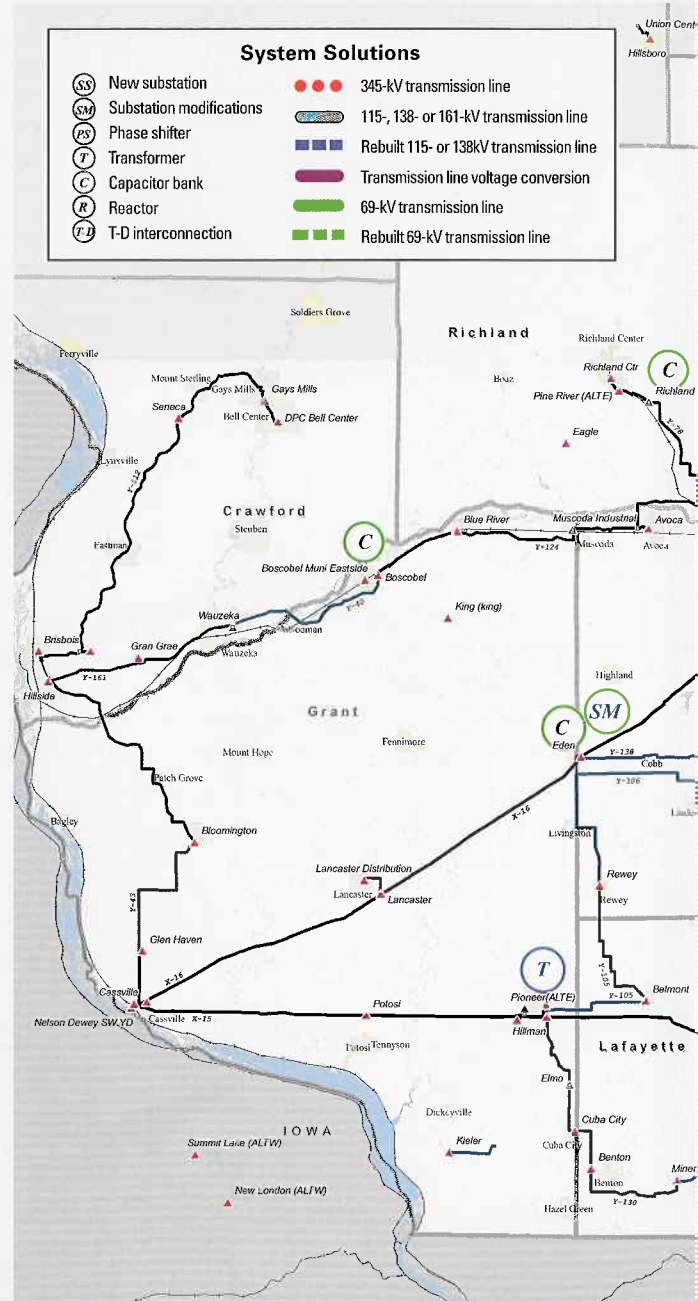 Union Cent
Hillsboro
System Solutions
SS New substation
SM Substation modifications
PS Phase shifter
T Transformer
C Capacitor bank
R Reactor
T-D T-D interconnection
345-kV transmission line
115-, 138- or 161-kV transmission line
Rebuilt 115- or 138kV transmission line
Transmission line voltage conversion
69-kV transmission line
Rebuilt 69-kV transmission line
Soldiers Grove
Richland
Richland Center
Ferryville
Richland Ctr
C
Boaz
Mount Sterling
Gays Mills
Gays Mills
Pine River (ALTE)
Richland
Seneca
Bell Center
DPC Bell Center
Y-78
Eagle
Lynxville
Y-112
Crawford
Steuben
Blue River
Muscoda Industrial
Avoca
Eastman
C
Y-124
Muscoda
Avoca
Boscobel Muni Eastside
Boscobel
Y-40
Wauzeka
King (king)
Woodman
Brisbois
Gran Grae
Wauzeka
Y-161
Hillside
Highland
Grant
C
SM
Mount Hope
Fennimore
Eden
Y-138
Cobb
Patch Grove
Y-106
X-16
Bagley
Livingston
Bloomington
Lancaster Distribution
Rewey
Lancaster
Lancaster
Rewey
Y-43
Glen Haven
X-16
T
Y-105
Cassville
Pioneer(ALTE)
Y-105
Belmont
Potosi
Nelson Dewey SW.YD
Cassville
X-15
Hillman
Potosi
Tennyson
Lafayette
Elmo
Dickeyville
IOWA
Cuba City
Summit Lake (ALTW)
Kieler
Cuba City
Benton
Miner
New London (ALTW)
Benton
Y-130
Hazel Green